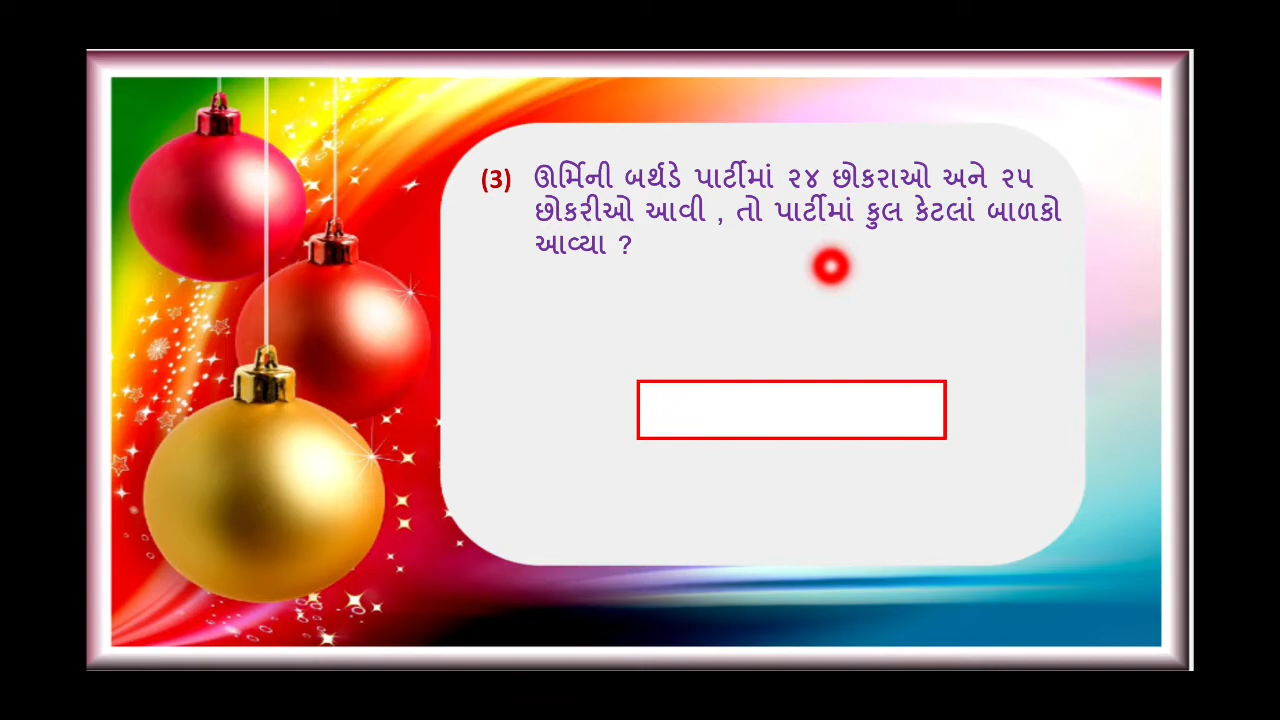 (3) ઊર્મિની બર્થડે પાર્ટીમાં ૨૪ છોકરાઓ અને ૨૫
છોકરીઓ આવી , તો પાર્ટીમાં કુલ કેટલાં બાળકો
આવ્યા ?